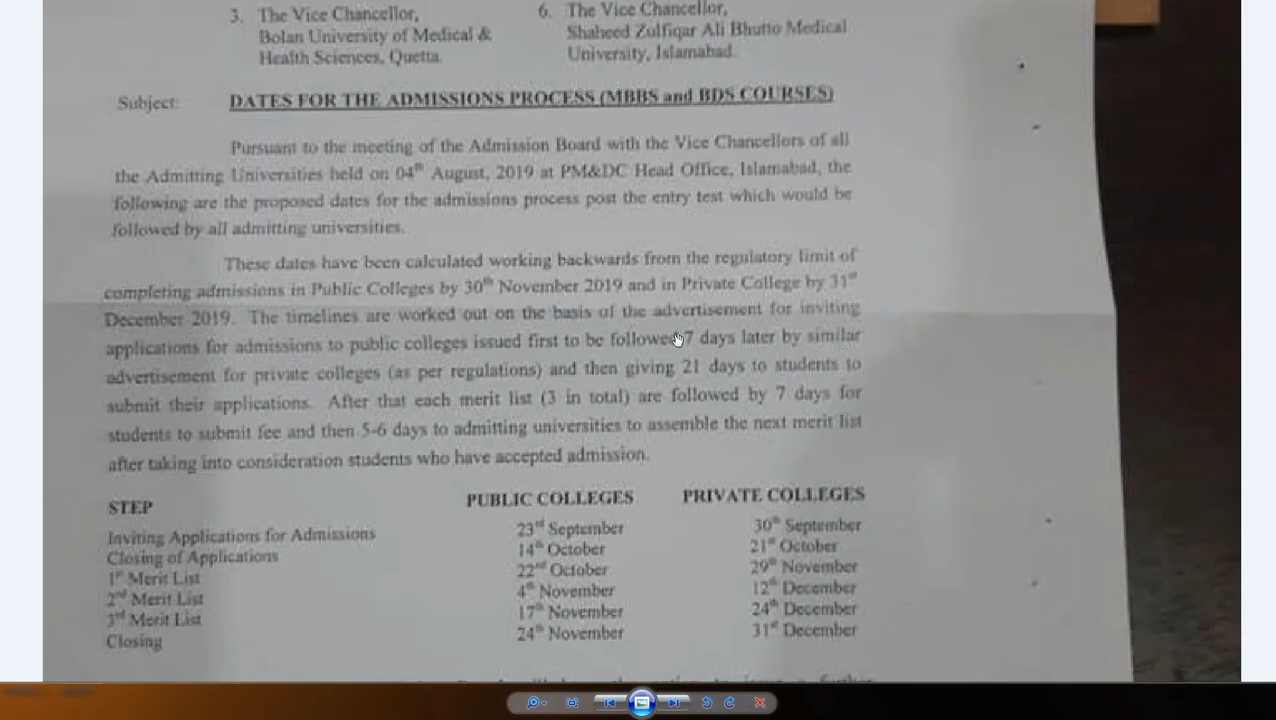 3. The Vice Chancellor,
Bolan University of Medical &
Health Sciences, Quetta.
6. The Vice Chancellor,
Shaheed Zulfiqar Ali Bhutto Medical
University, Islamabad.
Subject: DATES FOR THE ADMISSIONS PROCESS (MBBS and BDS COURSES)
Pursuant to the meeting of the Admission Board with the Vice Chancellors of all
the Admitting Universities held on 04th August, 2019 at PM&DC Head Office, Islamabad, the
following are the proposed dates for the admissions process post the entry test which would be
followed by all admitting universities.
These dates have been calculated working backwards from the regulatory limit of
completing admissions in Public Colleges by 30th November 2019 and in Private College by 31st
December 2019. The timelines are worked out on the basis of the advertisement for inviting
applications for admissions to public colleges issued first to be followed 7 days later by similar
advertisement for private colleges (as per regulations) and then giving 21 days to students to
submit their applications. After that each merit list (3 in total) are followed by 7 days for
students to submit fee and then 5-6 days to admitting universities to assemble the next merit list
after taking into consideration students who have accepted admission.
STEP PUBLIC COLLEGES PRIVATE COLLEGES
Inviting Applications for Admissions 23rd September 30th September
Closing of Applications 14th October 21st October
1st Merit List 22nd October 29th November
2nd Merit List 4th November 12th December
3rd Merit List 17th November 24th December
Closing 24th November 31st December